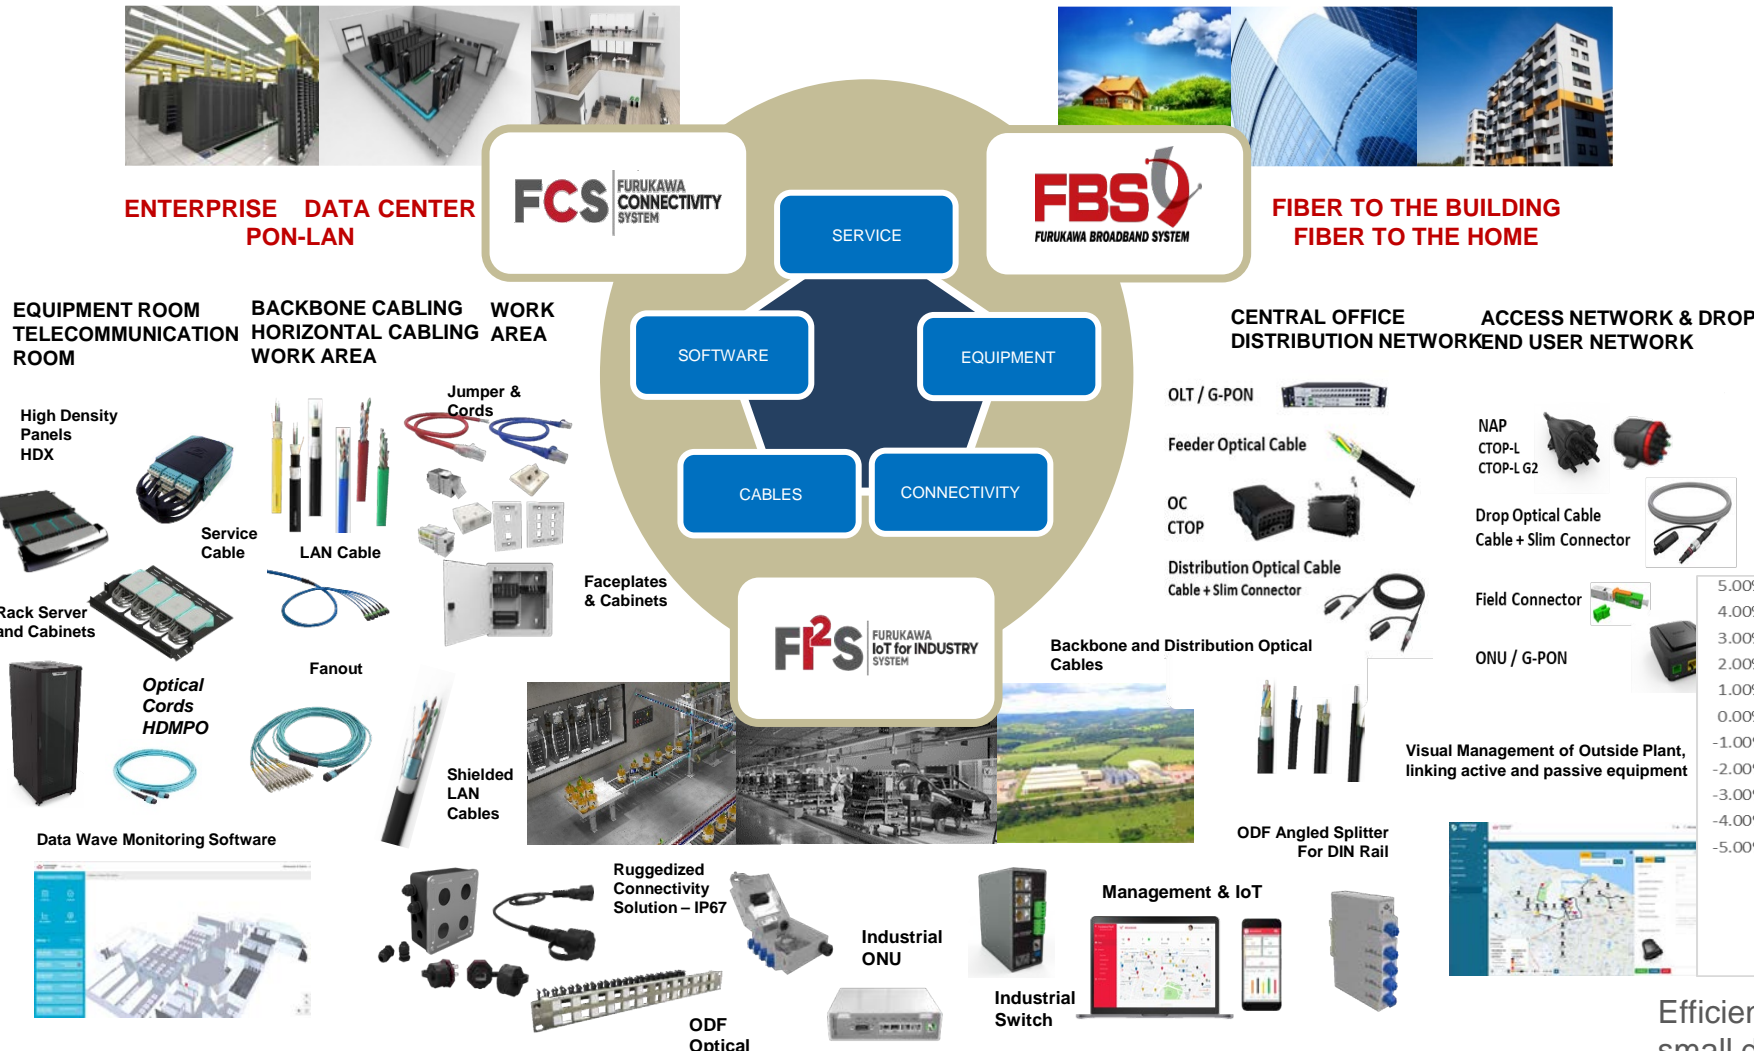 FCS FURUKAWA
CONNECTIVITY
SYSTEM
FBS
FURUKAWA BROADBAND SYSTEM
ENTERPRISE DATA CENTER
PON-LAN
FIBER TO THE BUILDING
FIBER TO THE HOME
SERVICE
SOFTWARE
EQUIPMENT
CABLES
CONNECTIVITY
FI2S FURUKAWA
IoT for INDUSTRY
SYSTEM
EQUIPMENT ROOM
TELECOMMUNICATION
ROOM
BACKBONE CABLING
HORIZONTAL CABLING
WORK AREA
WORK
AREA
High Density
Panels
HDX
Service
Cable
LAN Cable
Jumper &
Cords
Faceplates
& Cabinets
Rack Server
and Cabinets
Optical
Cords
HDMPO
Fanout
Shielded
LAN
Cables
Data Wave Monitoring Software
Ruggedized
Connectivity
Solution – IP67
ODF
Optical
Industrial
ONU
Industrial
Switch
Management & IoT
Backbone and Distribution Optical
Cables
ODF Angled Splitter
For DIN Rail
CENTRAL OFFICE
DISTRIBUTION NETWORK
ACCESS NETWORK & DROP
END USER NETWORK
OLT / G-PON
Feeder Optical Cable
OC
CTOP
Distribution Optical Cable
Cable + Slim Connector
NAP
CTOP-L
CTOP-L G2
Drop Optical Cable
Cable + Slim Connector
Field Connector
ONU / G-PON
Visual Management of Outside Plant,
linking active and passive equipment
5.00%
4.00%
3.00%
2.00%
1.00%
0.00%
-1.00%
-2.00%
-3.00%
-4.00%
-5.00%